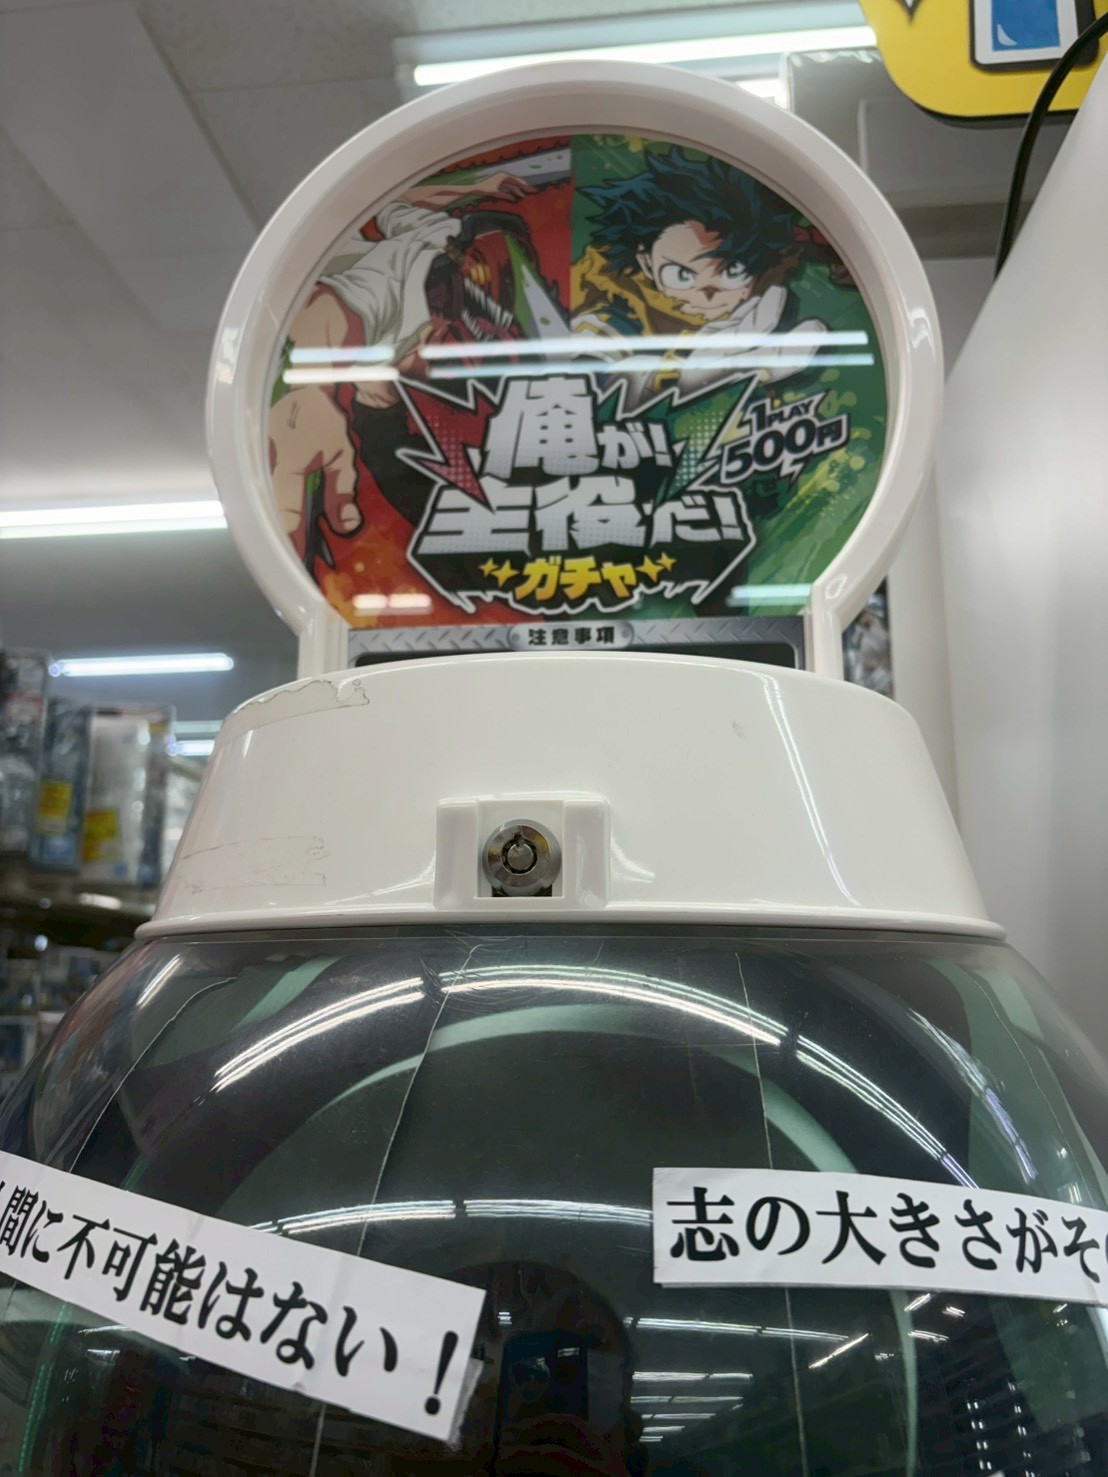 俺が!
主役だ!
ガチャ
1PLAY
500円
注意事項
間に不可能はない！
志の大きさがそ